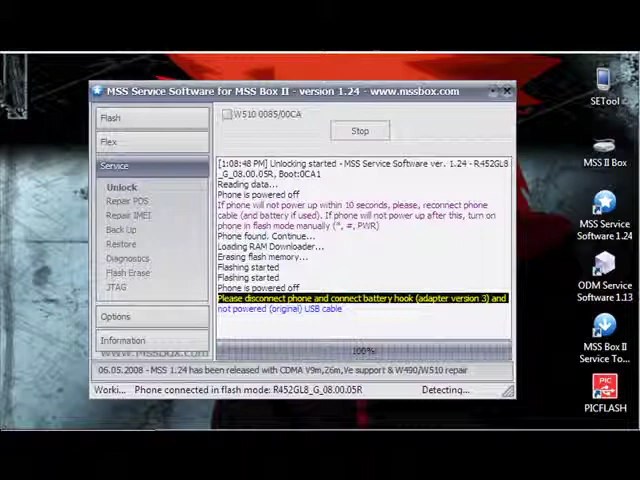 MSS Service Software for MSS Box II - version 1.24 - www.mssbox.com
Flash
Flex
Service
Unlock
Repair POS
Repair IMEI
Back Up
Restore
Diagnostics
Flash Erase
JTAG
Options
Information
www.mssbox.com
W510 0085/00CA
Stop
[1:08:48 PM] Unlocking started - MSS Service Software ver. 1.24 - R452GL8
_G_08.00.05R, Boot:0CA1
Reading data...
Phone is powered off
If phone will not power up within 10 seconds, please, reconnect phone
cable (and battery if used). If phone will not power up after this, turn on
phone in flash mode manually (*, #, PWR)
Phone found. Continue...
Loading RAM Downloader...
Erasing flash memory...
Flashing started
Flashing started
Phone is powered off
Please disconnect phone and connect battery hook (adapter version 3) and
not powered (original) USB cable
100%
06.05.2008 - MSS 1.24 has been released with CDMA V9m,Z6m,Ve support & W490/W510 repair
Worki...
Phone connected in flash mode: R452GL8_G_08.00.05R
Detecting...
SETool
MSS II Box
MSS Service
Software 1.24
ODM Service
Software 1.13
MSS Box II
Service To...
PIC
PICFLASH